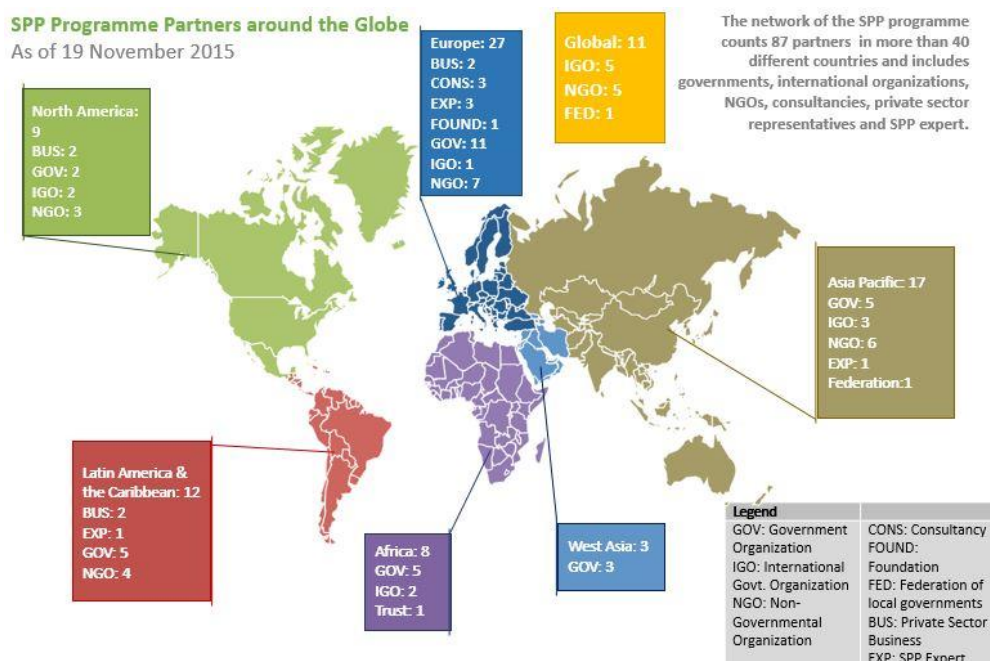 SPP Programme Partners around the Globe
As of 19 November 2015
The network of the SPP programme
counts 87 partners in more than 40
different countries and includes
governments, international organizations,
NGOs, consultancies, private sector
representatives and SPP expert.
North America:
9
BUS: 2
GOV: 2
IGO: 2
NGO: 3
Europe: 27
BUS: 2
CONS: 3
EXP: 3
FOUND: 1
GOV: 11
IGO: 1
NGO: 7
Global: 11
IGO: 5
NGO: 5
FED: 1
Asia Pacific: 17
GOV: 5
IGO: 3
NGO: 6
EXP: 1
Federation:1
Latin America &
the Caribbean: 12
BUS: 2
EXP: 1
GOV: 5
NGO: 4
Africa: 8
GOV: 5
IGO: 2
Trust: 1
West Asia: 3
GOV: 3
Legend
GOV: Government
Organization
IGO: International
Govt. Organization
NGO: Non-
Governmental
Organization
CONS: Consultancy
FOUND:
Foundation
FED: Federation of
local governments
BUS: Private Sector
Business
EXP: SPP Expert